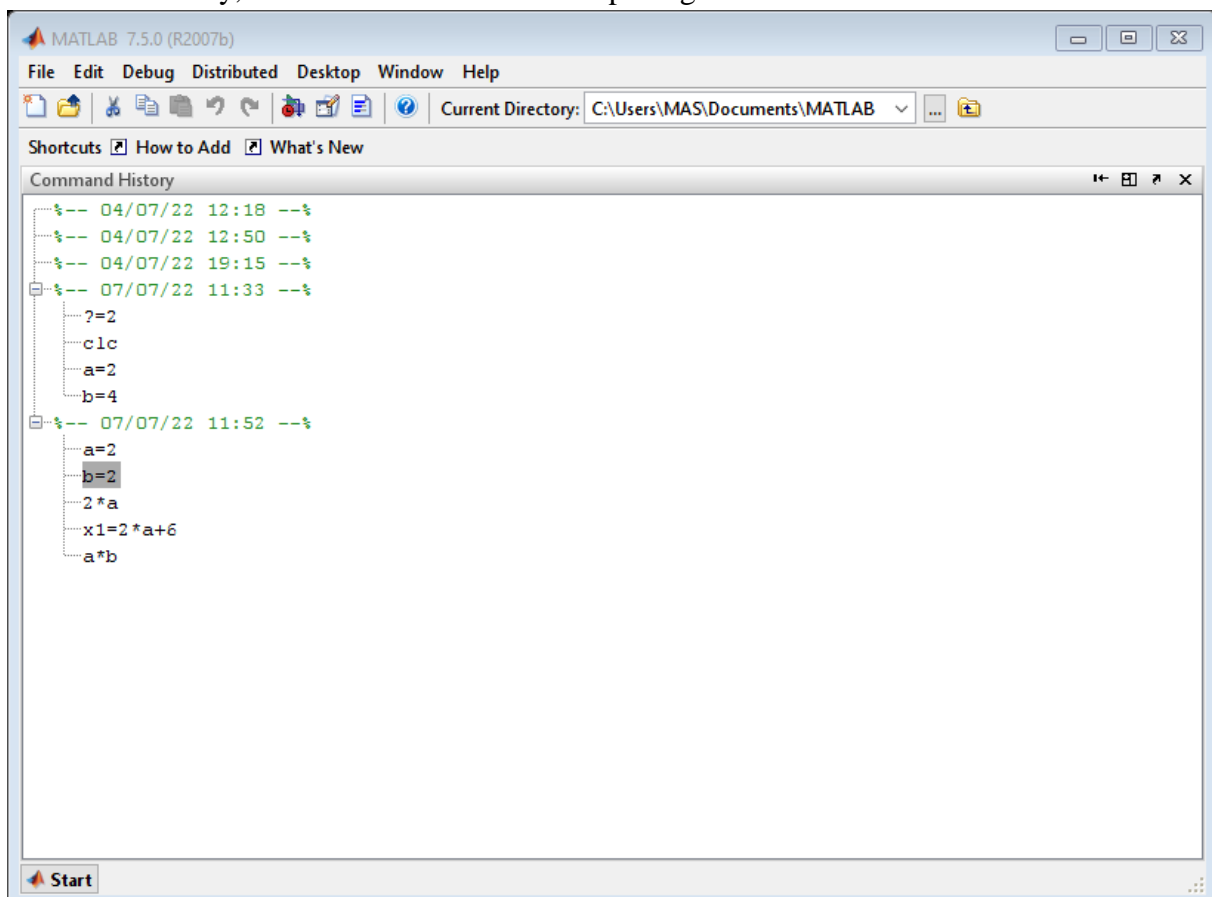 MATLAB 7.5.0 (R2007b)
File Edit Debug Distributed Desktop Window Help
Current Directory: C:\Users\MAS\Documents\MATLAB ...
Shortcuts How to Add What's New
Command History
%-- 04/07/22 12:18 --%
%-- 04/07/22 12:50 --%
%-- 04/07/22 19:15 --%
%-- 07/07/22 11:33 --%
?=2
clc
a=2
b=4
%-- 07/07/22 11:52 --%
a=2
b=2
2*a
x1=2*a+6
a*b
Start